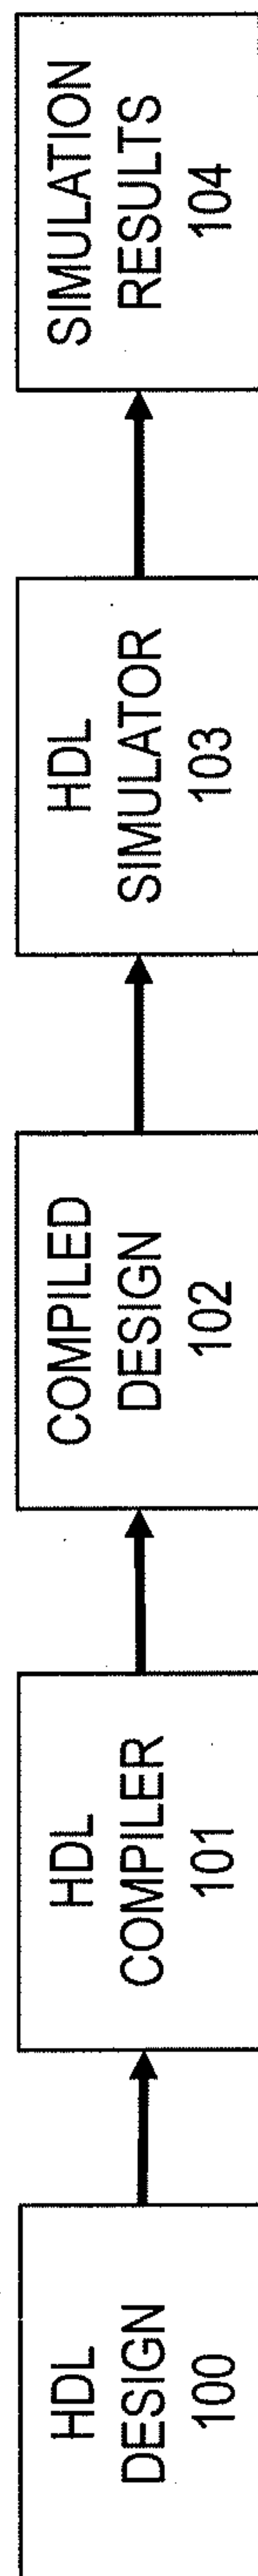 HDL
DESIGN
100
HDL
COMPILER
101
COMPILED
DESIGN
102
HDL
SIMULATOR
103
SIMULATION
RESULTS
104